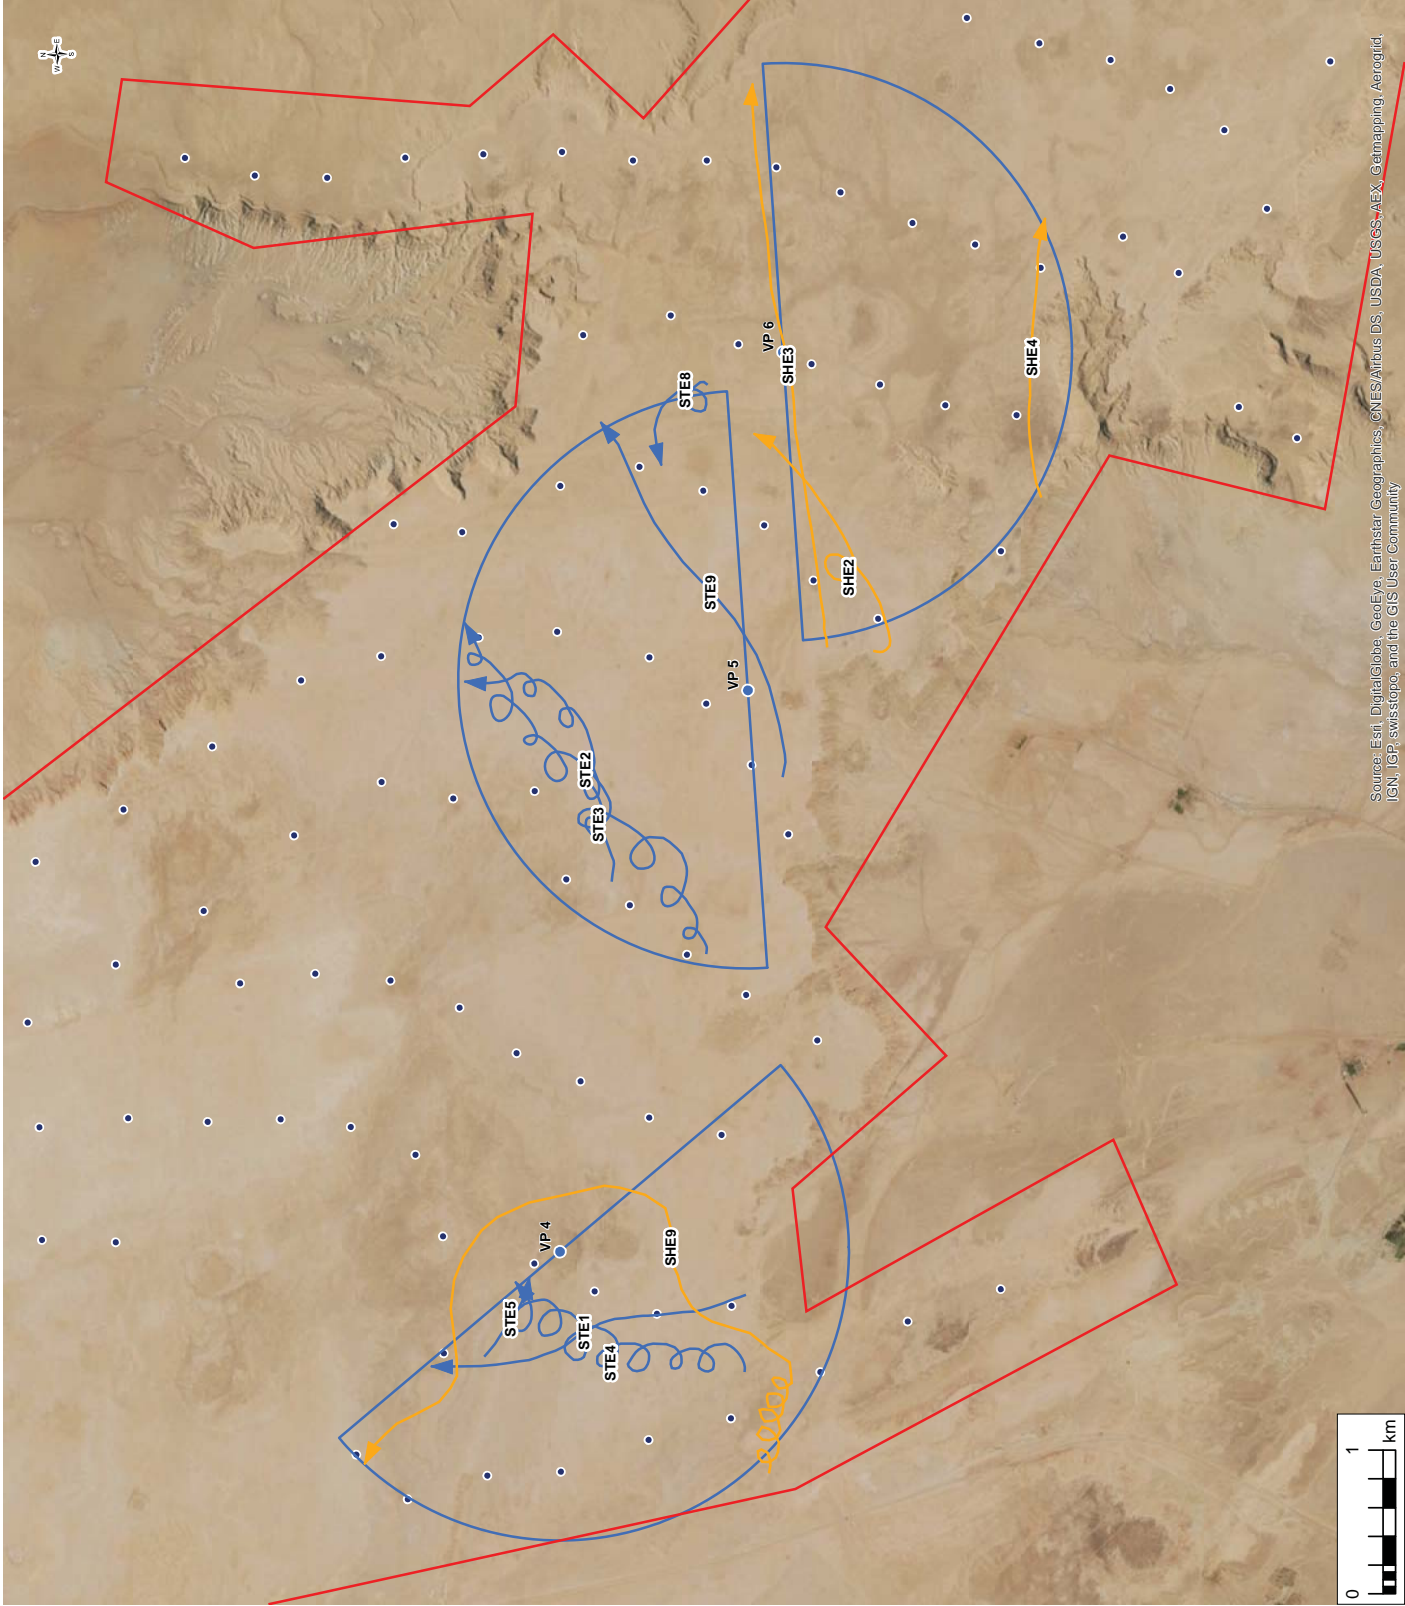 N
E
S
W
VP 6
SHE3
SHE4
STE8
SHE2
STE9
VP 5
STE2
STE3
VP 4
SHE9
STE5
STE1
STE4
Source: Esri, DigitalGlobe, GeoEye, Earthstar Geographics, CNES/Airbus DS, USDA, USGS, AEX, Getmapping, Aerogrid,
IGN, IGP, swisstopo, and the GIS User Community
0 1
km